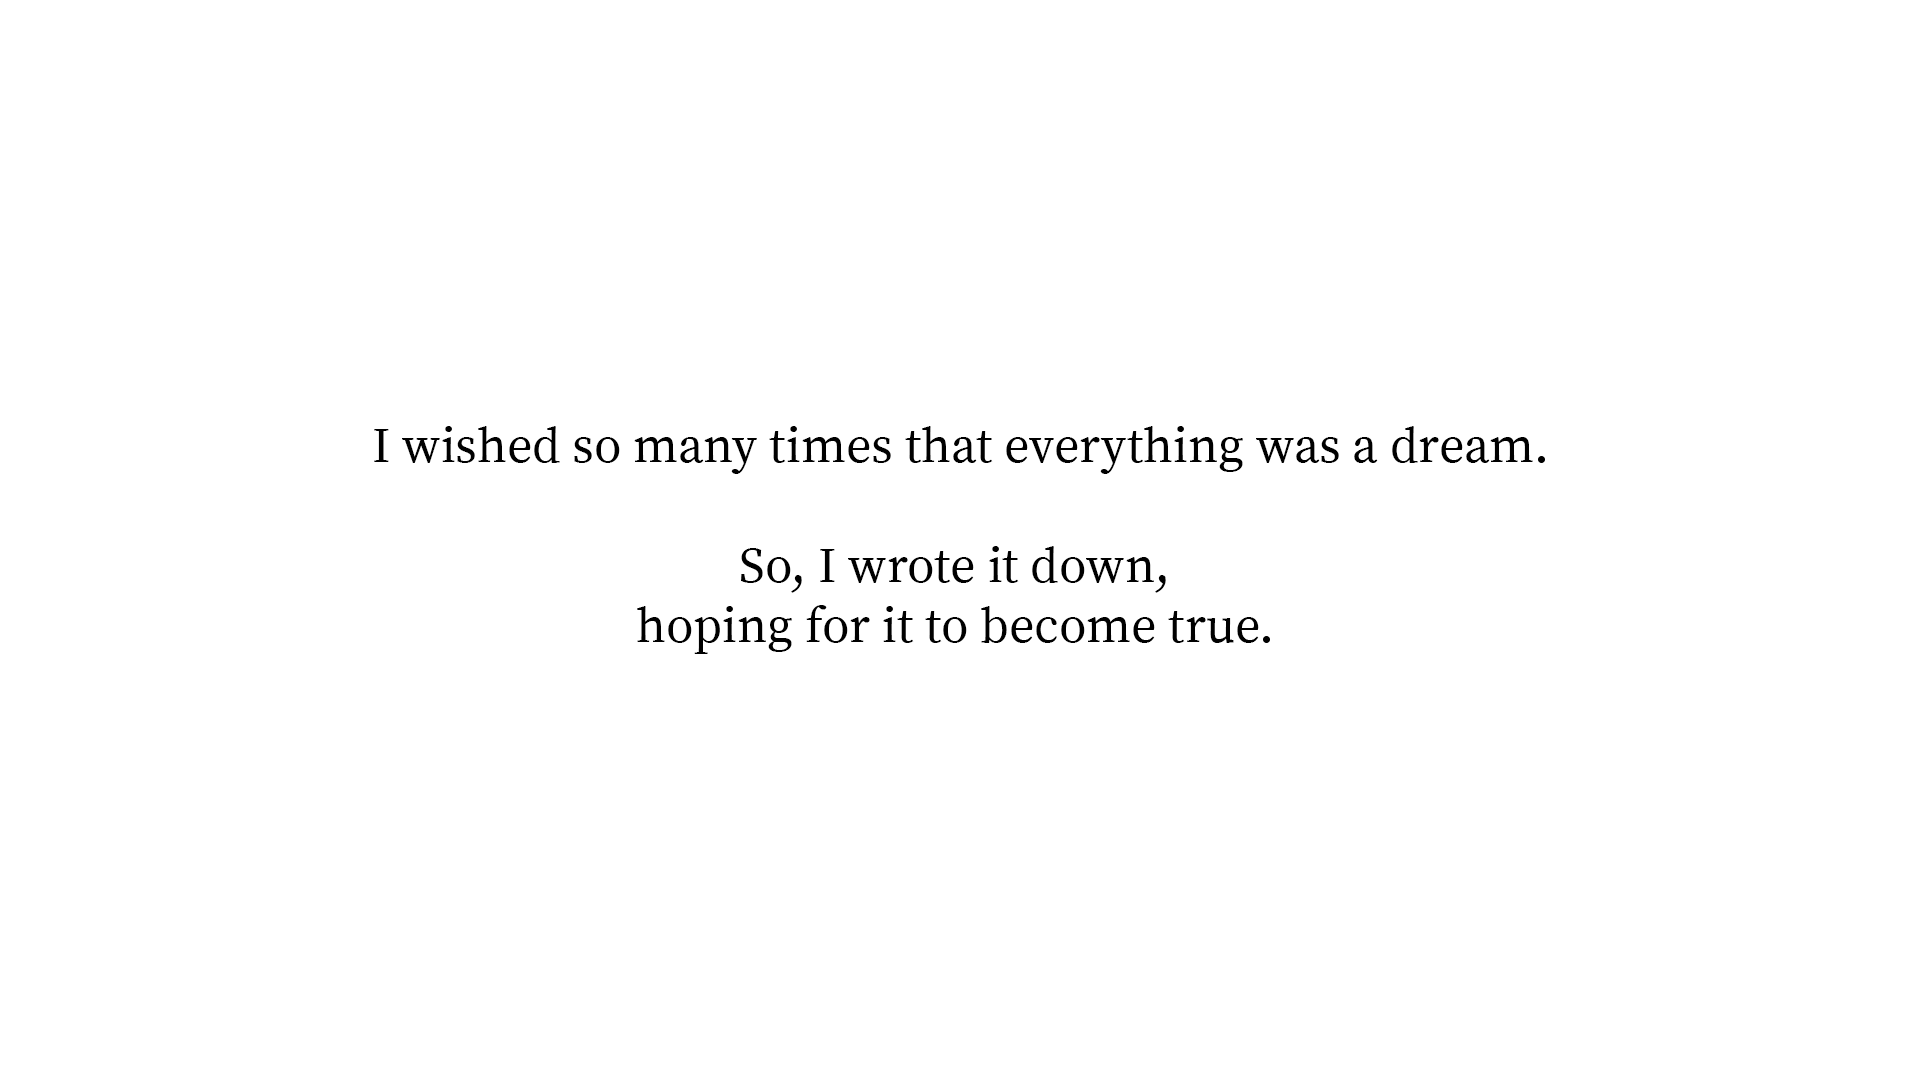 I wished so many times that everything was a dream.
So, I wrote it down,
hoping for it to become true.